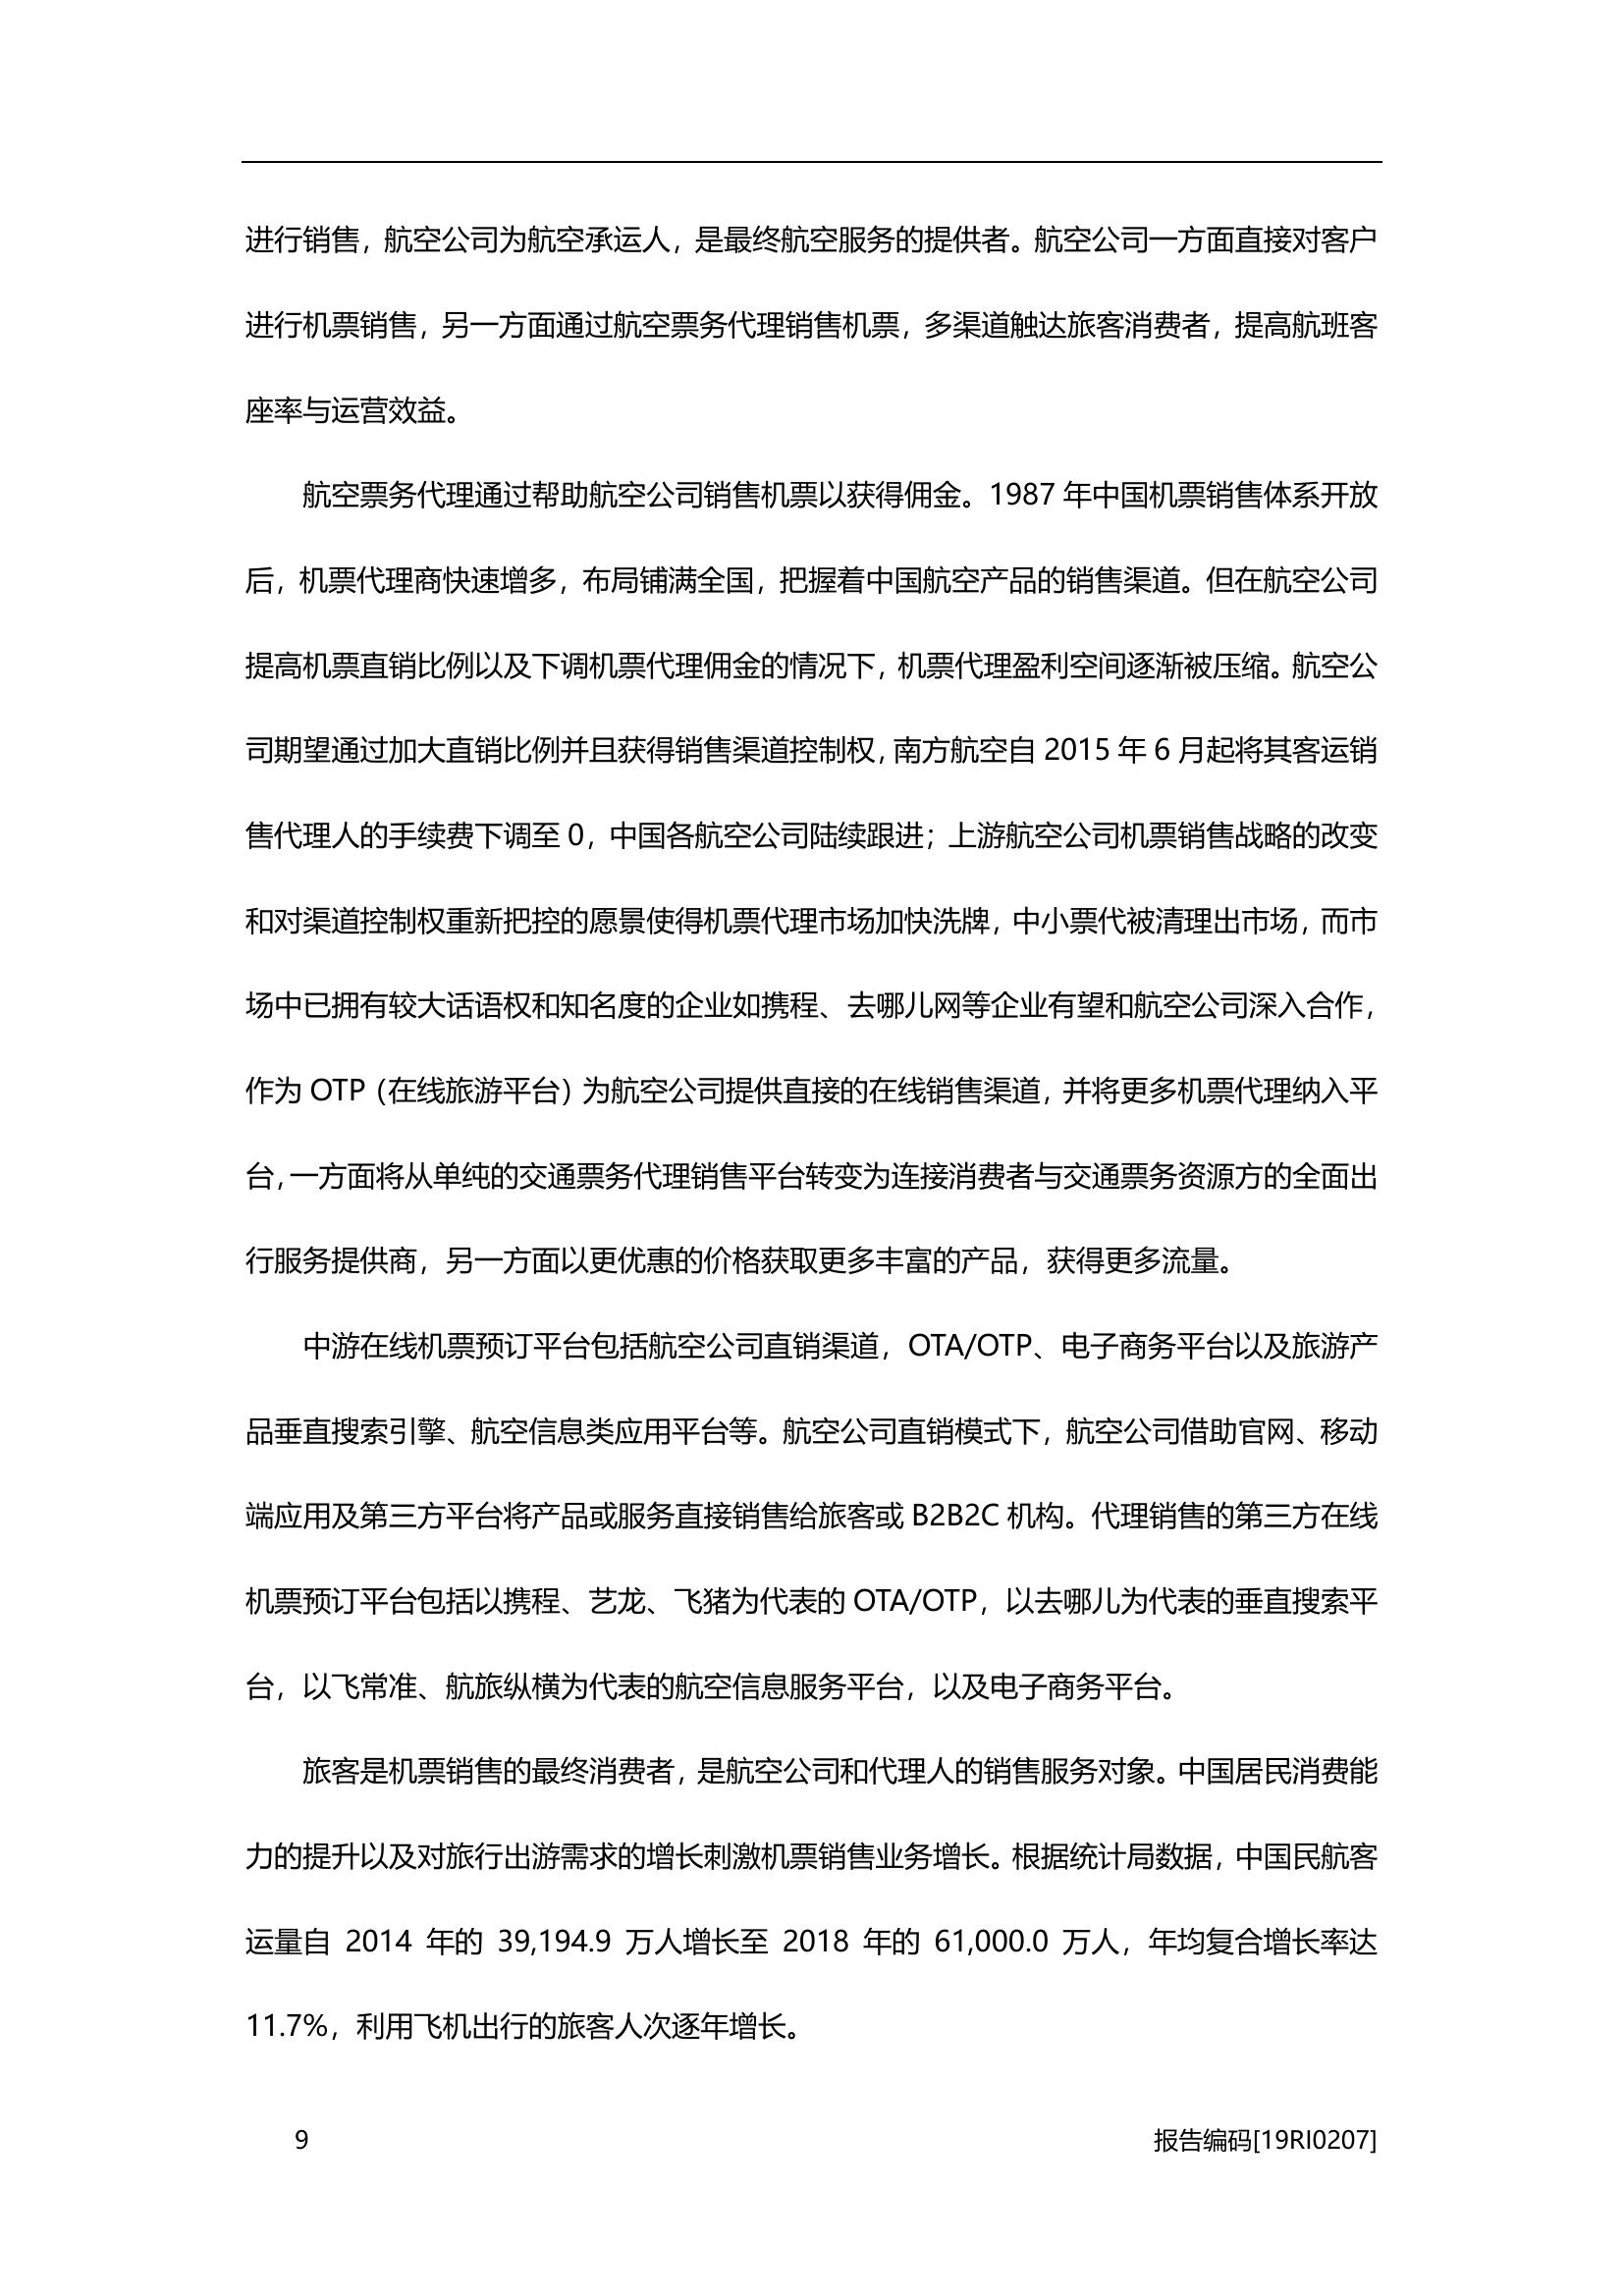 进行销售，航空公司为航空承运人，是最终航空服务的提供者。航空公司一方面直接对客户
进行机票销售，另一方面通过航空票务代理销售机票，多渠道触达旅客消费者，提高航班客
座率与运营效益。
航空票务代理通过帮助航空公司销售机票以获得佣金。1987 年中国机票销售体系开放
后，机票代理商快速增多，布局铺满全国，把握着中国航空产品的销售渠道。但在航空公司
提高机票直销比例以及下调机票代理佣金的情况下，机票代理盈利空间逐渐被压缩。航空公
司期望通过加大直销比例并且获得销售渠道控制权，南方航空自 2015 年 6 月起将其客运销
售代理人的手续费下调至 0，中国各航空公司陆续跟进；上游航空公司机票销售战略的改变
和对渠道控制权重新把控的愿景使得机票代理市场加快洗牌，中小票代被清理出市场，而市
场中已拥有较大话语权和知名度的企业如携程、去哪儿网等企业有望和航空公司深入合作，
作为 OTP（在线旅游平台）为航空公司提供直接的在线销售渠道，并将更多机票代理纳入平
台，一方面将从单纯的交通票务代理销售平台转变为连接消费者与交通票务资源方的全面出
行服务提供商，另一方面以更优惠的价格获取更多丰富的产品，获得更多流量。
中游在线机票预订平台包括航空公司直销渠道，OTA/OTP、电子商务平台以及旅游产
品垂直搜索引擎、航空信息类应用平台等。航空公司直销模式下，航空公司借助官网、移动
端应用及第三方平台将产品或服务直接销售给旅客或 B2B2C 机构。代理销售的第三方在线
机票预订平台包括以携程、艺龙、飞猪为代表的 OTA/OTP，以去哪儿为代表的垂直搜索平
台，以飞常准、航旅纵横为代表的航空信息服务平台，以及电子商务平台。
旅客是机票销售的最终消费者，是航空公司和代理人的销售服务对象。中国居民消费能
力的提升以及对旅行出游需求的增长刺激机票销售业务增长。根据统计局数据，中国民航客
运量自 2014 年的 39,194.9 万人增长至 2018 年的 61,000.0 万人，年均复合增长率达
11.7%，利用飞机出行的旅客人次逐年增长。
9
报告编码[19RI0207]